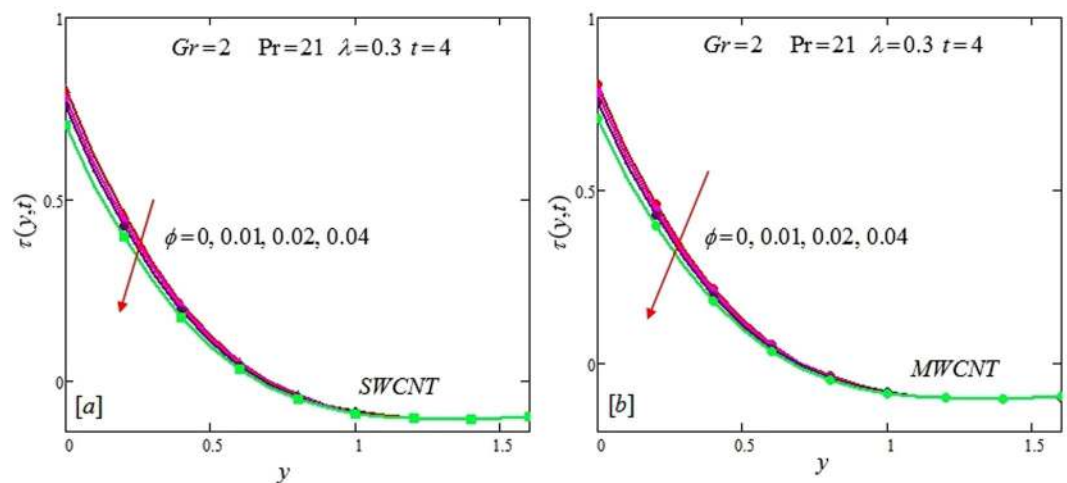 1
Gr=2 Pr=21 λ=0.3 t=4
0.5
τ(y,t)
ϕ=0, 0.01, 0.02, 0.04
0
SWCNT
[a]
0 0.5 1 1.5
y
1
Gr=2 Pr=21 λ=0.3 t=4
0.5
τ(y,t)
ϕ=0, 0.01, 0.02, 0.04
0
MWCNT
[b]
0 0.5 1 1.5
y